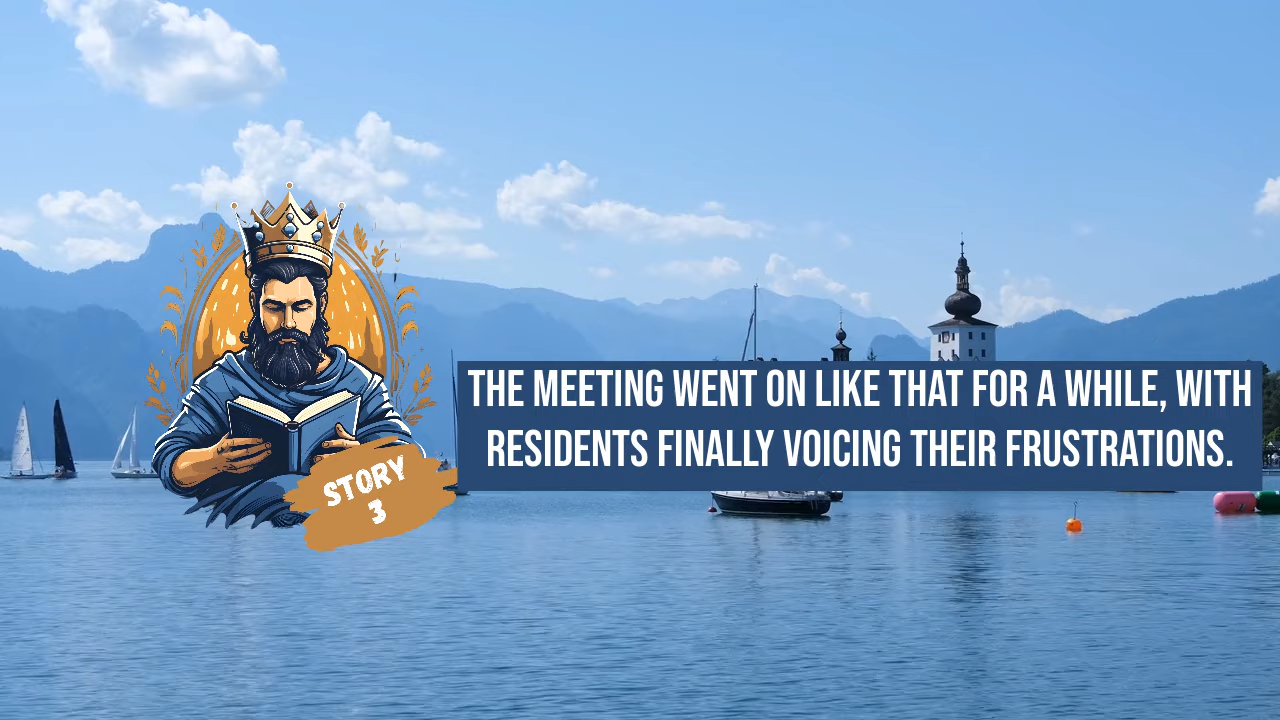 THE MEETING WENT ON LIKE THAT FOR A WHILE, WITH
RESIDENTS FINALLY VOICING THEIR FRUSTRATIONS.
STORY
3